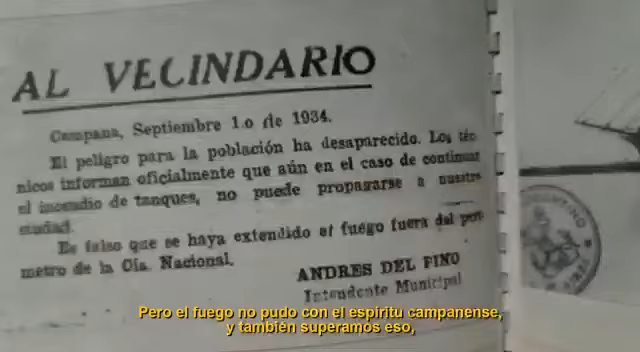 AL VECINDARIO
Campana, Septiembre 1.o de 1934.
El peligro para la población ha desaparecido. Los téc-
nicos informan oficialmente que aún en el caso de continuar
el incendio de tanques, no puede propagarse a nuestra
ciudad.
Es falso que se haya extendido el fuego fuera del
metro de la Cía. Nacional.
ANDRES DEL FINO
Intendente Municipal
Pero el fuego no pudo con el espíritu campanense,
y también superamos eso,